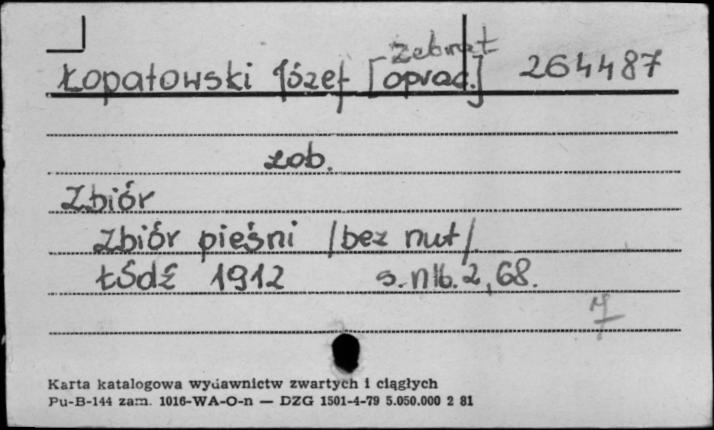 zebrał
Łopatowski Józef [oprac.] 264487
zob.
Zbiór
Zbiór pieśni /bez nut/
Łódź 1912 s. nlb. 2, 68.
7
Karta katalogowa wydawnictw zwartych i ciągłych
Pu-B-144 zam. 1016-WA-O-n — DZG 1501-4-79 5.050.000 2 81